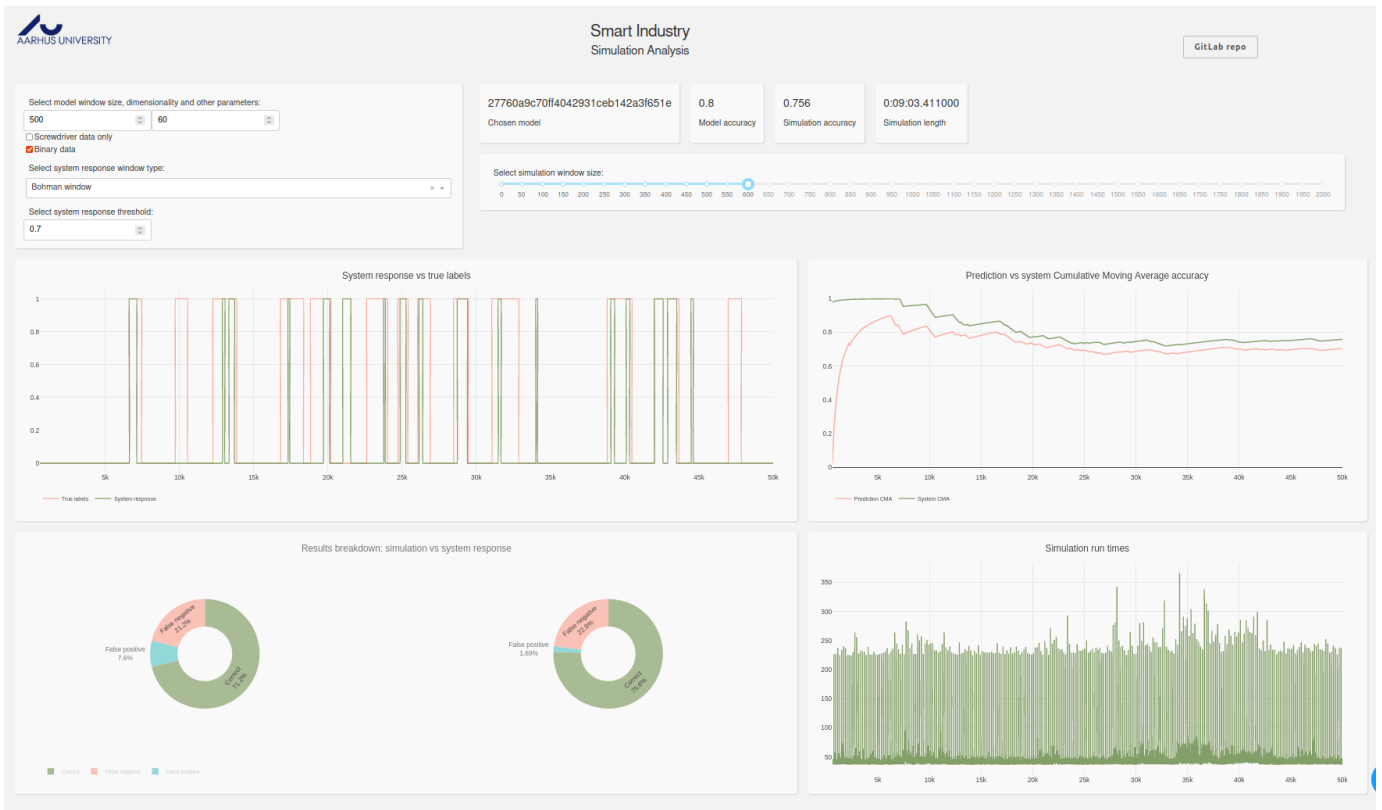 AARHUS UNIVERSITY
Smart Industry
Simulation Analysis
GitLab repo
Select model window size, dimensionality and other parameters:
500 60
Screwdriver data only
Binary data
Select system response window type:
Bohman window
Select system response threshold:
0.7
27760a9c70ff4042931ceb142a3f651e
Chosen model
0.8
Model accuracy
0.756
Simulation accuracy
0:09:03.411000
Simulation length
Select simulation window size:
0 50 100 150 200 250 300 350 400 450 500 550 600 650 700 750 800 850 900 950 1000 1050 1100 1150 1200 1250 1300 1350 1400 1450 1500 1550 1600 1650 1700 1750 1800 1850 1900 1950 2000
System response vs true labels
1
0.8
0.6
0.4
0.2
0
5k 10k 15k 20k 25k 30k 35k 40k 45k 50k
True labels System response
Prediction vs system Cumulative Moving Average accuracy
1
0.8
0.6
0.4
0.2
0
5k 10k 15k 20k 25k 30k 35k 40k 45k 50k
Prediction CMA System CMA
Results breakdown: simulation vs system response
False negative
21.2%
False positive
7.6%
Correct
71.2%
False negative
22.8%
False positive
1.69%
Correct
75.6%
Correct False negative False positive
Simulation run times
350
300
250
200
150
100
50
5k 10k 15k 20k 25k 30k 35k 40k 45k 50k